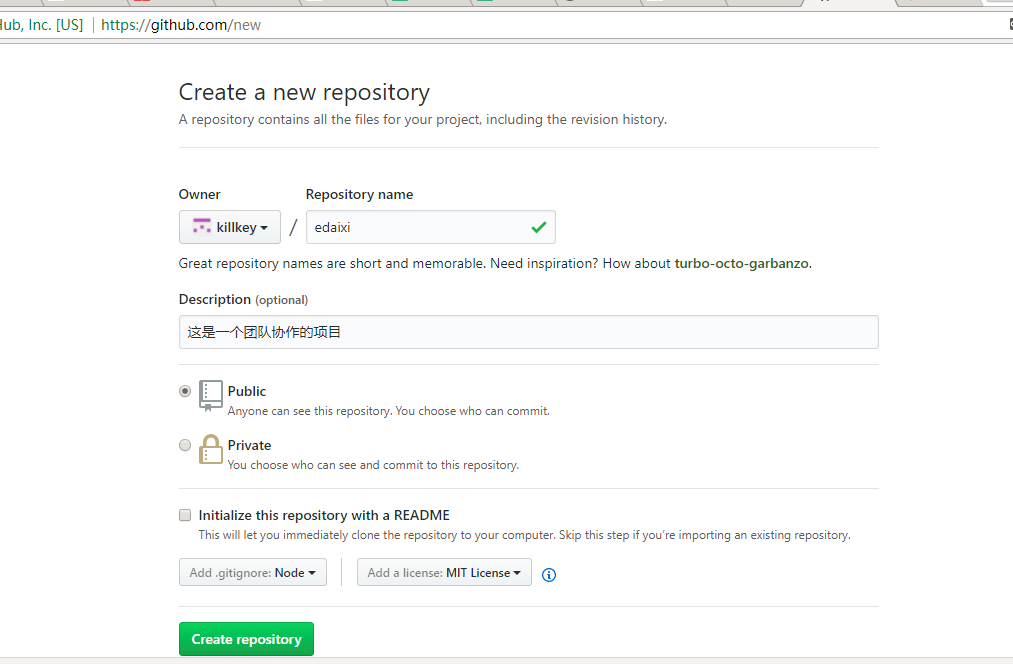 Hub, Inc. [US] https://github.com/new
Create a new repository
A repository contains all the files for your project, including the revision history.
Owner Repository name
killkey / edaixi
Great repository names are short and memorable. Need inspiration? How about turbo-octo-garbanzo.
Description (optional)
这是一个团队协作的项目
Public
Anyone can see this repository. You choose who can commit.
Private
You choose who can see and commit to this repository.
Initialize this repository with a README
This will let you immediately clone the repository to your computer. Skip this step if you’re importing an existing repository.
Add .gitignore: Node Add a license: MIT License
Create repository